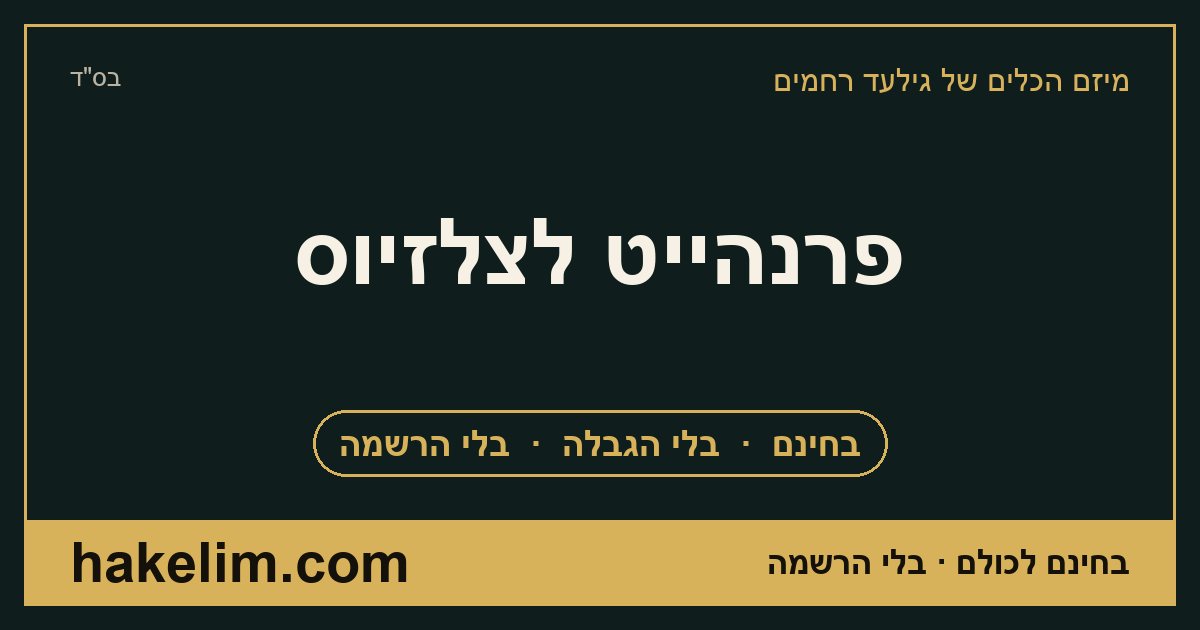 מיזם הכלים של גילעד רחמים
בס"ד
פרנהייט לצלזיוס
בחינם · בלי הגבלה · בלי הרשמה
בחינם לכולם · בלי הרשמה
hakelim.com